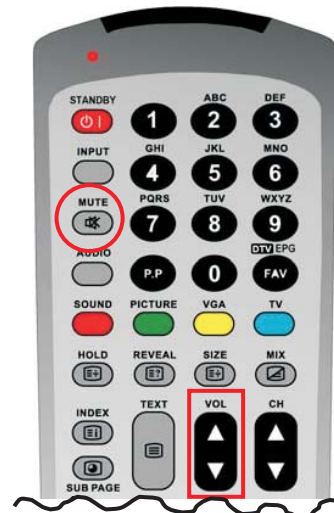 STANDBY ABC DEF
1 2 3
INPUT GHI JKL MNO
4 5 6
MUTE PQRS TUV WXYZ
7 8 9
AUDIO DTV EPG
P.P 0 FAV
SOUND PICTURE VGA TV
HOLD REVEAL SIZE MIX
INDEX TEXT VOL CH
SUB PAGE